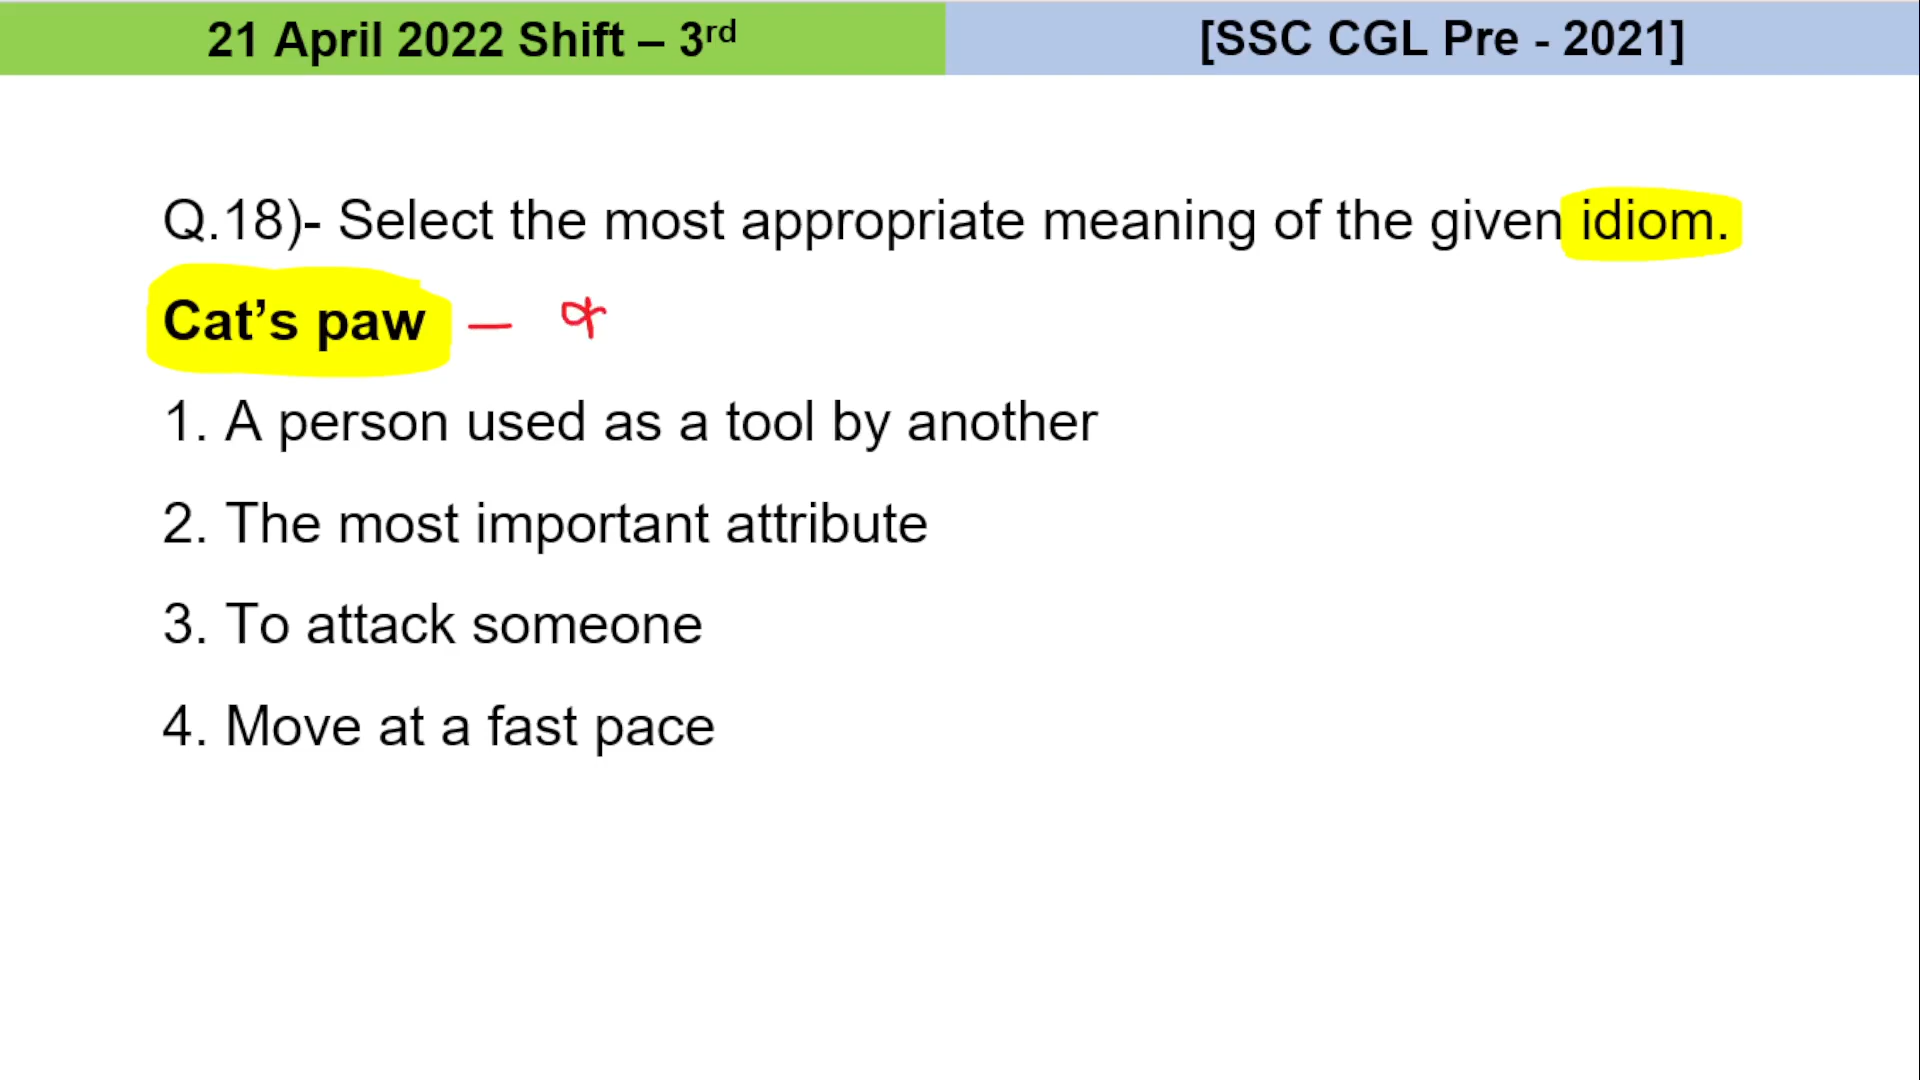 21 April 2022 Shift – 3rd
[SSC CGL Pre - 2021]
Q.18)- Select the most appropriate meaning of the given idiom.
Cat’s paw –
1. A person used as a tool by another
2. The most important attribute
3. To attack someone
4. Move at a fast pace